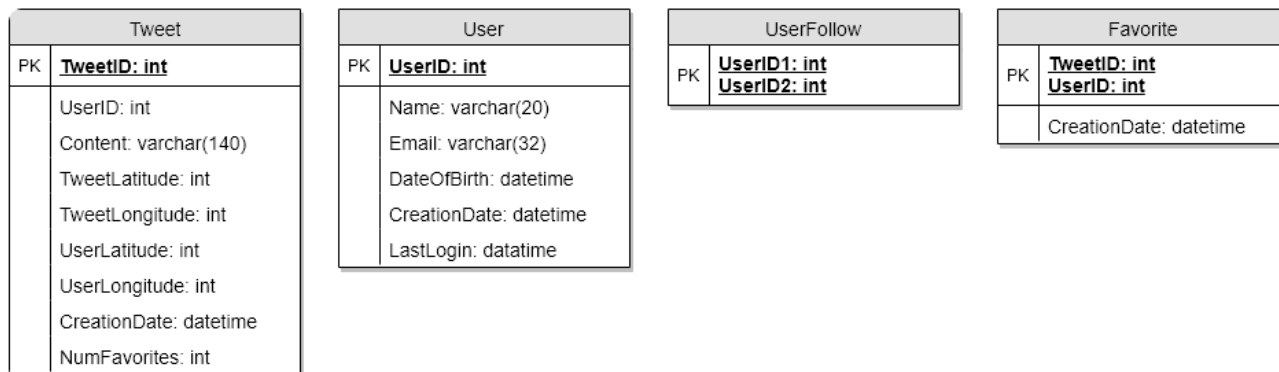 Tweet
PK
TweetID: int
UserID: int
Content: varchar(140)
TweetLatitude: int
TweetLongitude: int
UserLatitude: int
UserLongitude: int
CreationDate: datetime
NumFavorites: int
User
PK
UserID: int
Name: varchar(20)
Email: varchar(32)
DateOfBirth: datetime
CreationDate: datetime
LastLogin: datatime
UserFollow
PK
UserID1: int
UserID2: int
Favorite
PK
TweetID: int
UserID: int
CreationDate: datetime